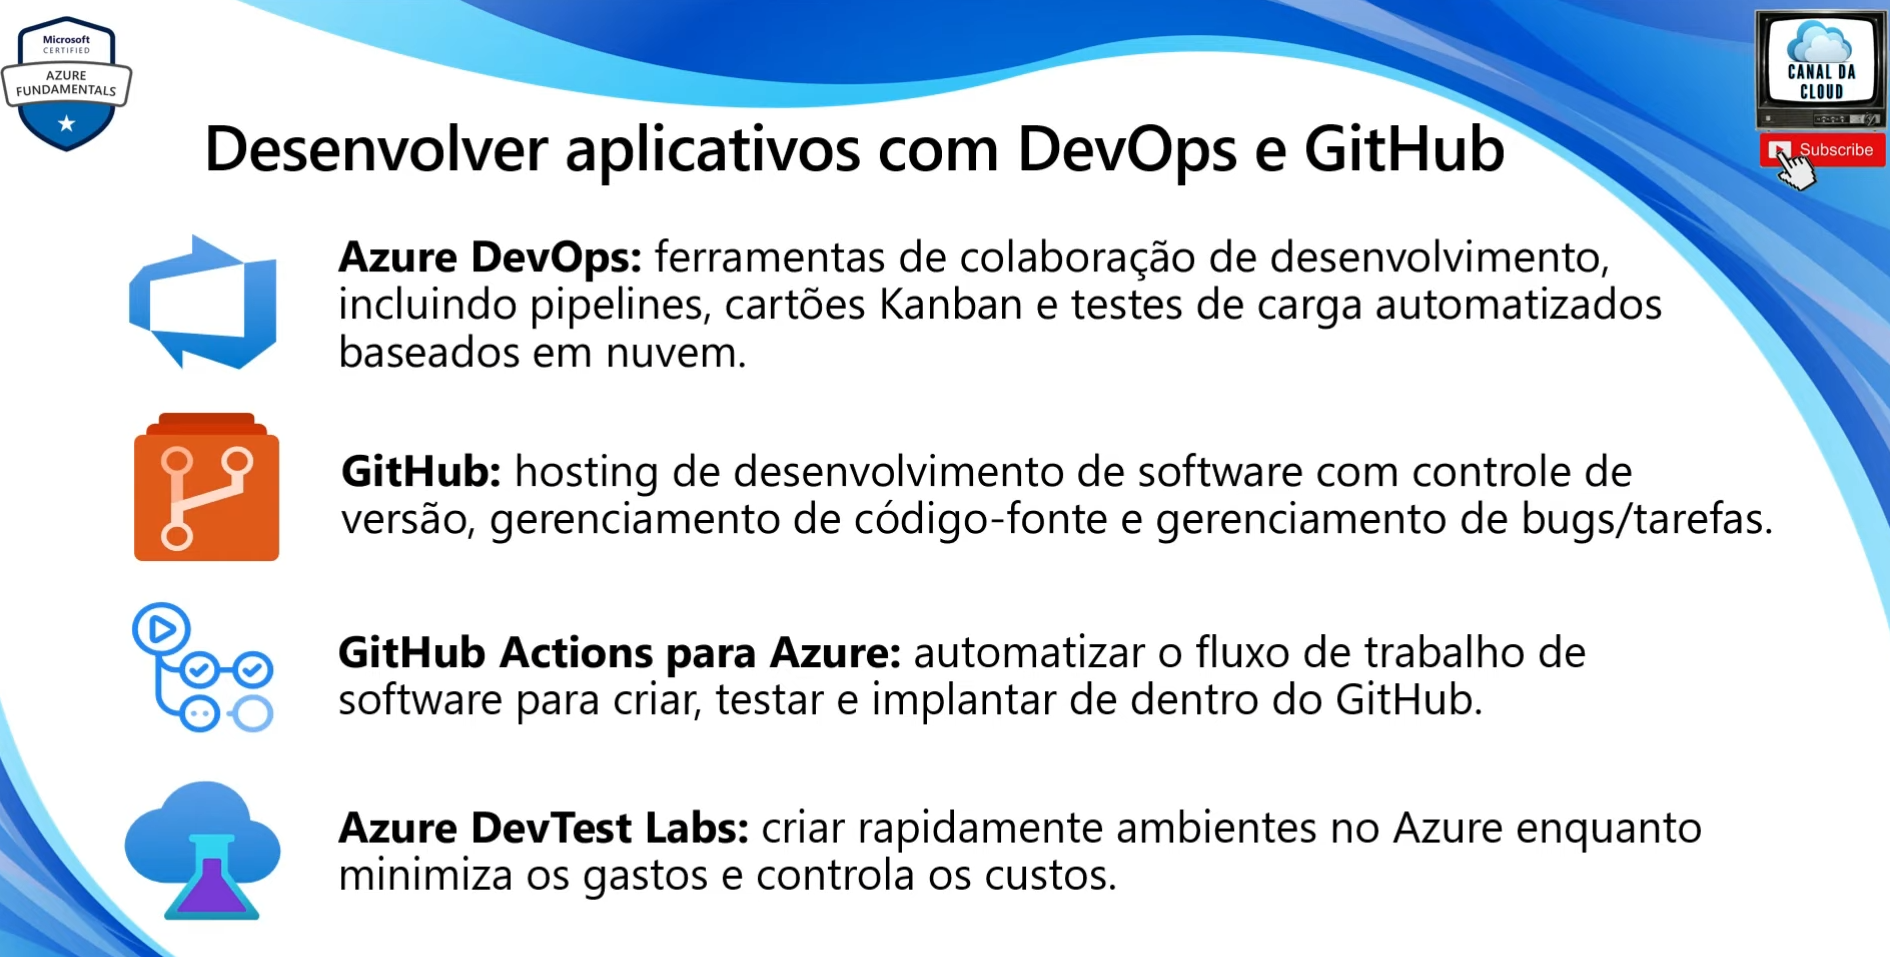 Microsoft
CERTIFIED
AZURE
FUNDAMENTALS
CANAL DA
CLOUD
Subscribe
Desenvolver aplicativos com DevOps e GitHub
Azure DevOps: ferramentas de colaboração de desenvolvimento,
incluindo pipelines, cartões Kanban e testes de carga automatizados
baseados em nuvem.
GitHub: hosting de desenvolvimento de software com controle de
versão, gerenciamento de código-fonte e gerenciamento de bugs/tarefas.
GitHub Actions para Azure: automatizar o fluxo de trabalho de
software para criar, testar e implantar de dentro do GitHub.
Azure DevTest Labs: criar rapidamente ambientes no Azure enquanto
minimiza os gastos e controla os custos.